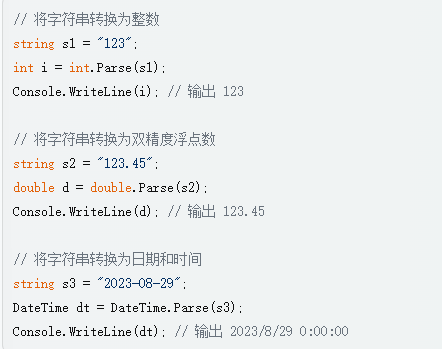 // 将字符串转换为整数
string s1 = "123";
int i = int.Parse(s1);
Console.WriteLine(i); // 输出 123
// 将字符串转换为双精度浮点数
string s2 = "123.45";
double d = double.Parse(s2);
Console.WriteLine(d); // 输出 123.45
// 将字符串转换为日期和时间
string s3 = "2023-08-29";
DateTime dt = DateTime.Parse(s3);
Console.WriteLine(dt); // 输出 2023/8/29 0:00:00